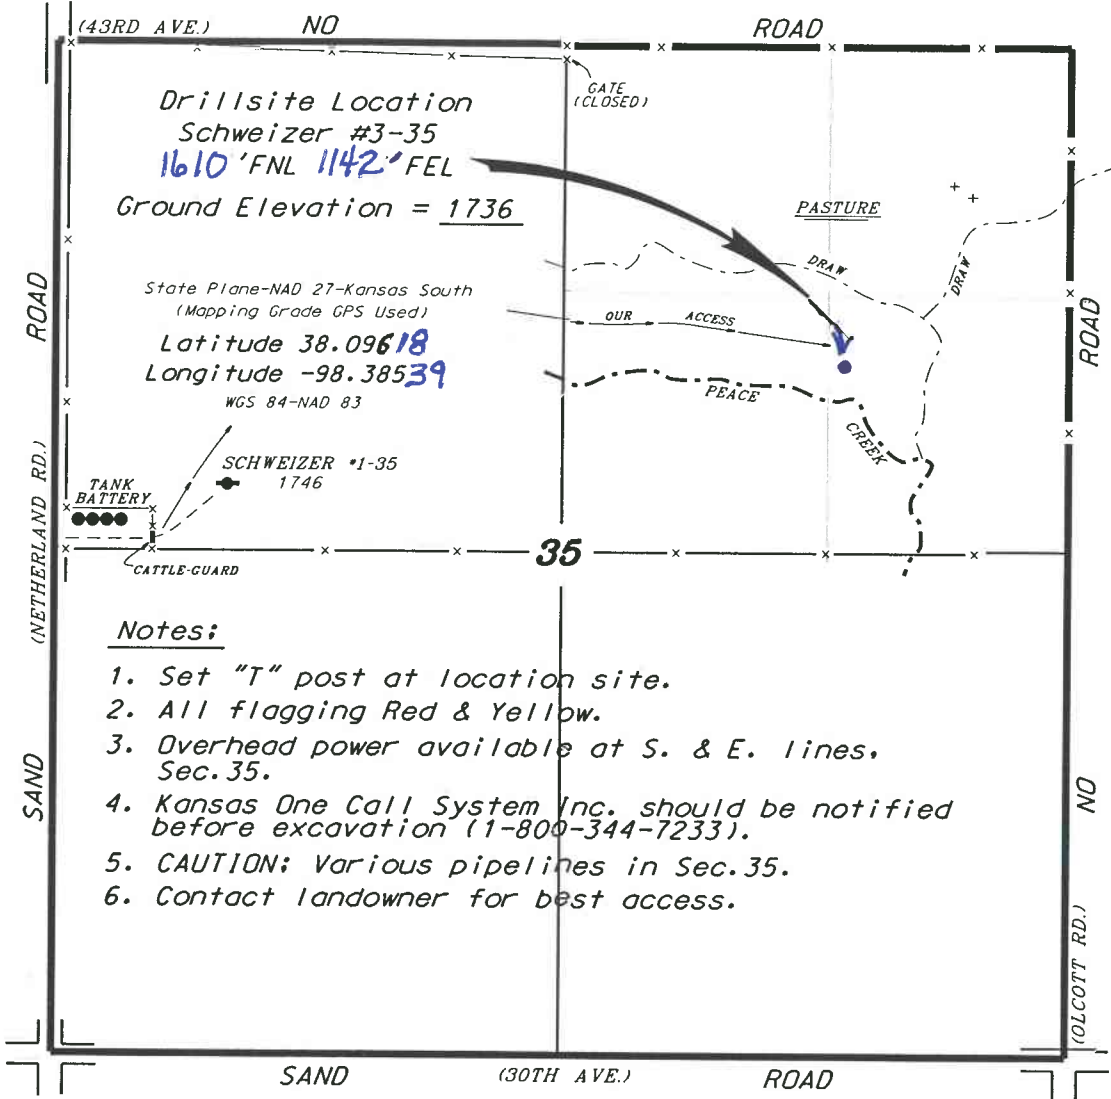 (43RD AVE.) NO ROAD
GATE
(CLOSED)
Drillsite Location
Schweizer #3-35
1610 'FNL 1142' FEL
Ground Elevation = 1736
PASTURE
DRAW
DRAW
State Plane-NAD 27-Kansas South
(Mapping Grade GPS Used)
Latitude 38.09618
Longitude -98.38539
WGS 84-NAD 83
OUR ACCESS
PEACE
CREEK
ROAD
ROAD
SCHWEIZER #1-35
1746
TANK
BATTERY
CATTLE-GUARD
35
(NETHERLAND RD.)
Notes:
1. Set "T" post at location site.
2. All flagging Red & Yellow.
3. Overhead power available at S. & E. lines,
Sec.35.
4. Kansas One Call System Inc. should be notified
before excavation (1-800-344-7233).
5. CAUTION: Various pipelines in Sec.35.
6. Contact landowner for best access.
SAND
NO
(OLCOTT RD.)
SAND (30TH AVE.) ROAD